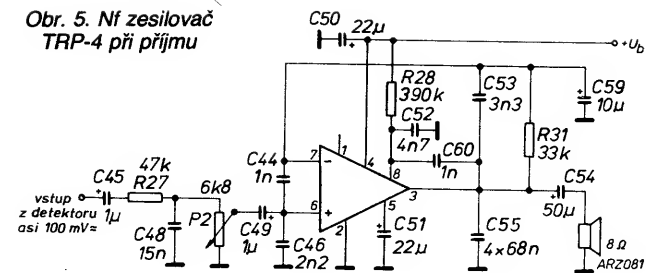 Obr. 5. Nf zesilovač
TRP-4 při příjmu
C50
22μ
+Ub
R28
390k
C53
3n3
C59
10μ
C52
4n7
C60
1n
R31
33k
C44
1n
7
1
4
8
3
6
5
2
C45
1μ
47k
R27
6k8
P2
C49
1μ
C48
15n
C46
2n2
C51
22μ
C55
4×68n
C54
50μ
8 Ω
ARZ081
vstup
z detektoru
asi 100 mV=